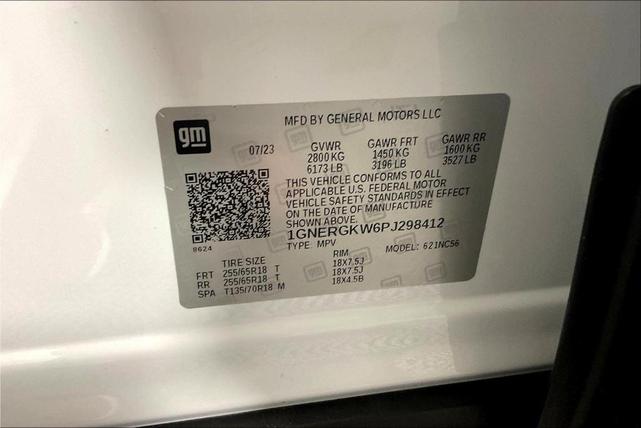 gm
MFD BY GENERAL MOTORS LLC
07/23 GVWR GAWR FRT GAWR RR
2800 KG 1450 KG 1600 KG
6173 LB 3196 LB 3527 LB
THIS VEHICLE CONFORMS TO ALL
APPLICABLE U.S. FEDERAL MOTOR
VEHICLE SAFETY STANDARDS IN EFFECT
ON THE DATE OF MANUFACTURE
SHOWN ABOVE.
1GNERGKW6PJ298412
8624 TYPE: MPV MODEL: 621NC56
TIRE SIZE RIM
FRT 255/65R18 T 18X7.5J
RR 255/65R18 T 18X7.5J
SPA T135/70R18 M 18X4.5B